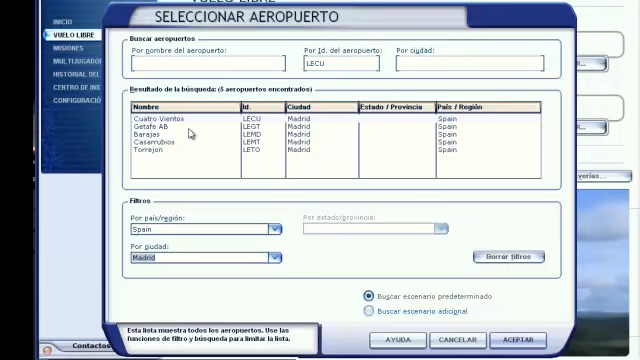 VUELO LIBRE
SELECCIONAR AEROPUERTO
INICIO
VUELO LIBRE
MISIONES
MULTIJUGADOR
HISTORIAL DEL
CENTRO DE INS
CONFIGURACIÓ
Buscar aeropuertos
Por nombre del aeropuerto:
Por Id. del aeropuerto:
Por ciudad:
LECU
Resultado de la búsqueda: (5 aeropuertos encontrados)
Nombre Id. Ciudad Estado / Provincia País / Región
Cuatro Vientos LECU Madrid Spain
Getafe AB LEGT Madrid Spain
Barajas LEMD Madrid Spain
Casarrubios LEMT Madrid Spain
Torrejon LETO Madrid Spain
Filtros
Por país/región:
Por estado/provincia:
Spain
Por ciudad:
Madrid
Borrar filtros
Buscar escenario predeterminado
Buscar escenario adicional
Esta lista muestra todos los aeropuertos. Use las
funciones de filtro y búsqueda para limitar la lista.
AYUDA
CANCELAR
ACEPTAR
Contactos